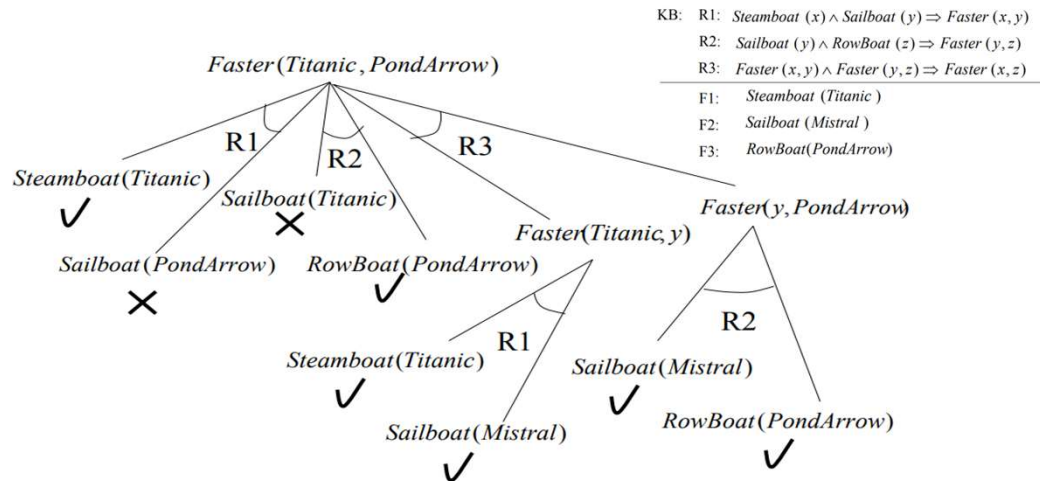 KB: R1: Steamboat (x) ∧ Sailboat (y) ⇒ Faster (x, y)
R2: Sailboat (y) ∧ RowBoat (z) ⇒ Faster (y, z)
R3: Faster (x, y) ∧ Faster (y, z) ⇒ Faster (x, z)
F1: Steamboat (Titanic)
F2: Sailboat (Mistral)
F3: RowBoat(PondArrow)
Faster(Titanic, PondArrow)
R1
R2
R3
Steamboat(Titanic)
Sailboat(Titanic)
Sailboat(PondArrow)
RowBoat(PondArrow)
Faster(Titanic, y)
Faster(y, PondArrow)
R1
R2
Steamboat(Titanic)
Sailboat(Mistral)
Sailboat(Mistral)
RowBoat(PondArrow)